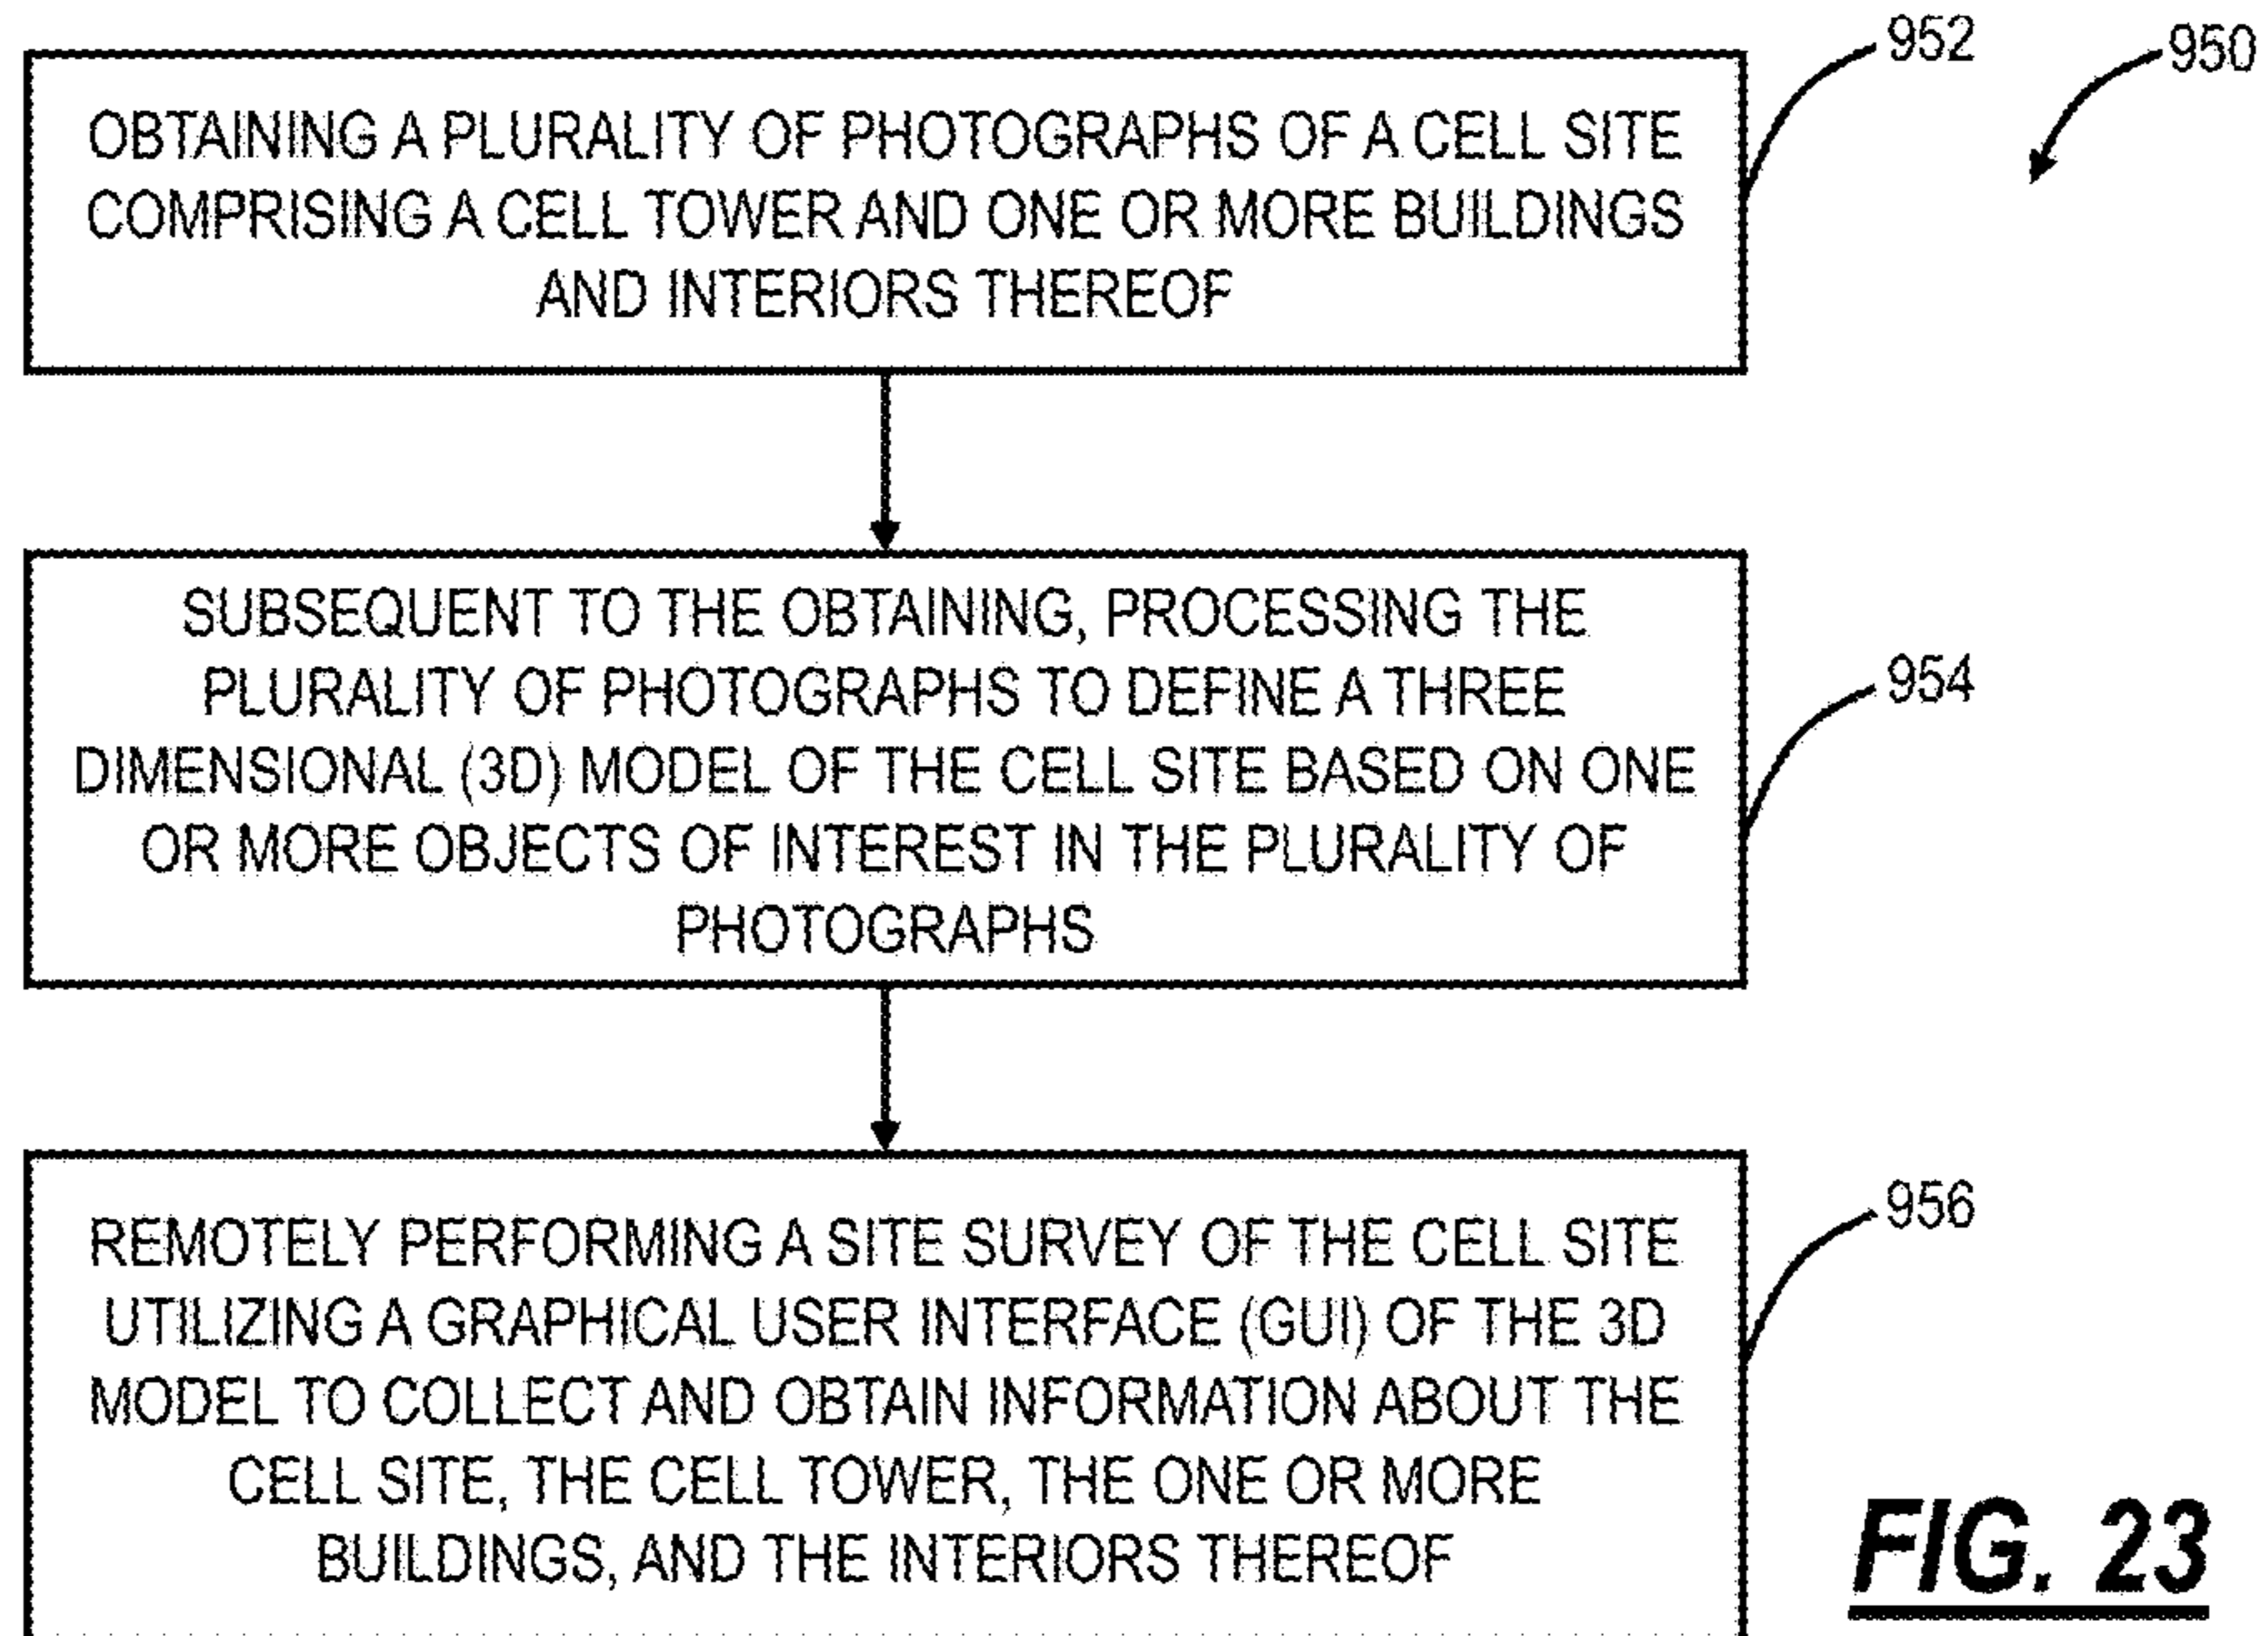 952
950
OBTAINING A PLURALITY OF PHOTOGRAPHS OF A CELL SITE
COMPRISING A CELL TOWER AND ONE OR MORE BUILDINGS
AND INTERIORS THEREOF
SUBSEQUENT TO THE OBTAINING, PROCESSING THE
PLURALITY OF PHOTOGRAPHS TO DEFINE A THREE
DIMENSIONAL (3D) MODEL OF THE CELL SITE BASED ON ONE
OR MORE OBJECTS OF INTEREST IN THE PLURALITY OF
PHOTOGRAPHS
954
REMOTELY PERFORMING A SITE SURVEY OF THE CELL SITE
UTILIZING A GRAPHICAL USER INTERFACE (GUI) OF THE 3D
MODEL TO COLLECT AND OBTAIN INFORMATION ABOUT THE
CELL SITE, THE CELL TOWER, THE ONE OR MORE
BUILDINGS, AND THE INTERIORS THEREOF
956
FIG. 23